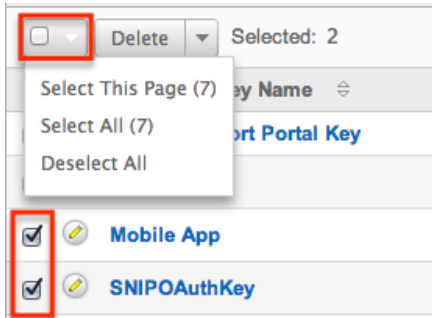 Delete Selected: 2
Select This Page (7) ey Name
Select All (7) ort Portal Key
Deselect All
Mobile App
SNIPOAuthKey